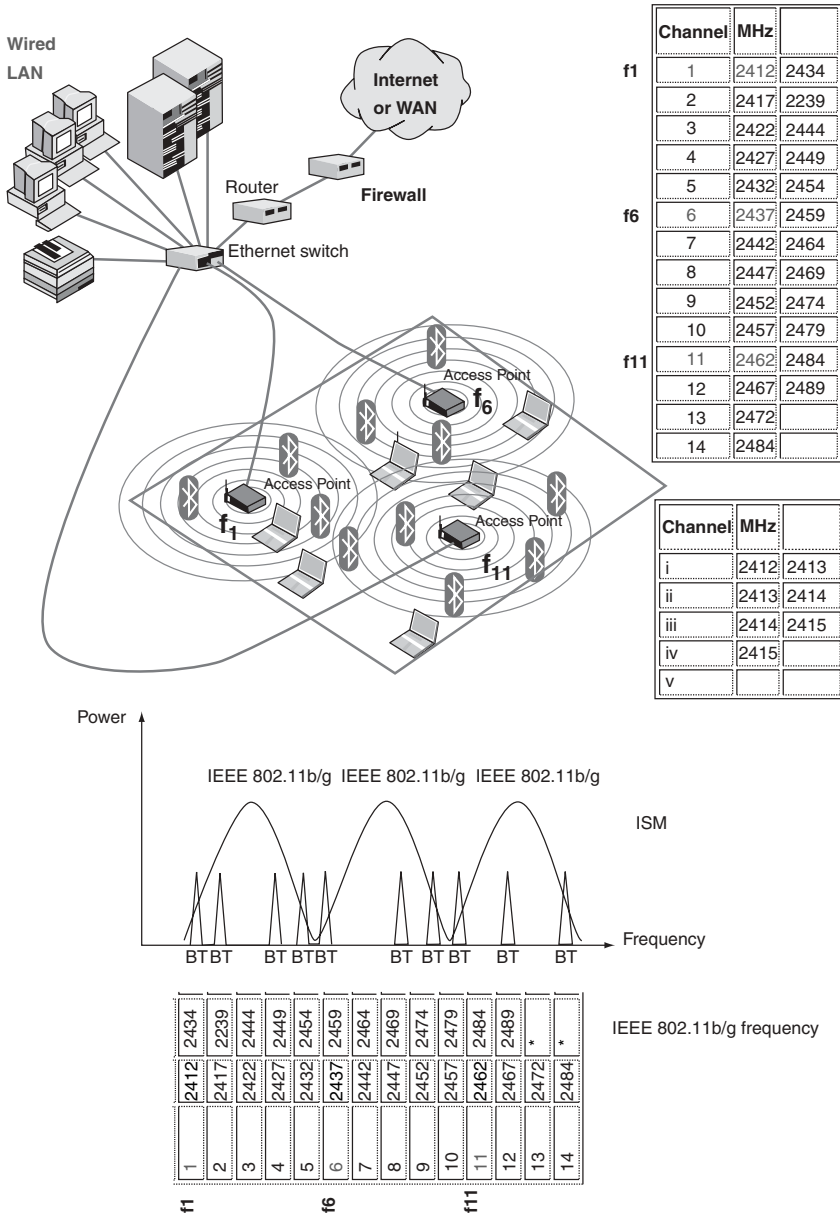 Wired
LAN
Internet
or WAN
Router
Firewall
Ethernet switch
Access Point
f6
Access Point
f1
Access Point
f11
Channel MHz
f1 1 2412 2434
2 2417 2239
3 2422 2444
4 2427 2449
5 2432 2454
f6 6 2437 2459
7 2442 2464
8 2447 2469
9 2452 2474
10 2457 2479
f11 11 2462 2484
12 2467 2489
13 2472
14 2484
Channel MHz
i 2412 2413
ii 2413 2414
iii 2414 2415
iv 2415
v
Power
IEEE 802.11b/g IEEE 802.11b/g IEEE 802.11b/g
ISM
Frequency
BT BT BT BT BT BT BT BT BT BT
IEEE 802.11b/g frequency
2434 2239 2444 2449 2454 2459 2464 2469 2474 2479 2484 2489 * *
2412 2417 2422 2427 2432 2437 2442 2447 2452 2457 2462 2467 2472 2484
1 2 3 4 5 6 7 8 9 10 11 12 13 14
f1 f6 f11